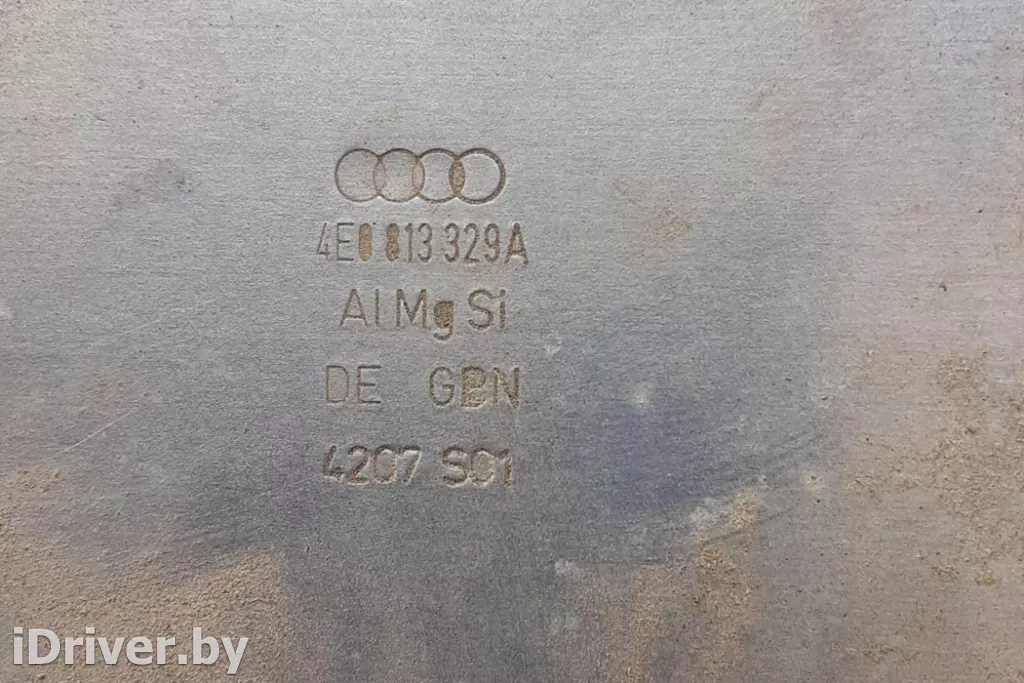 4E0 813 329A
AlMgSi
DE GBN
4207 S01
iDriver.by